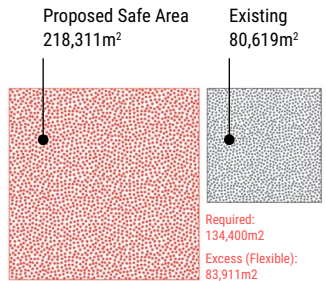 Proposed Safe Area
218,311m²
Existing
80,619m²
Required:
134,400m2
Excess (Flexible):
83,911m2